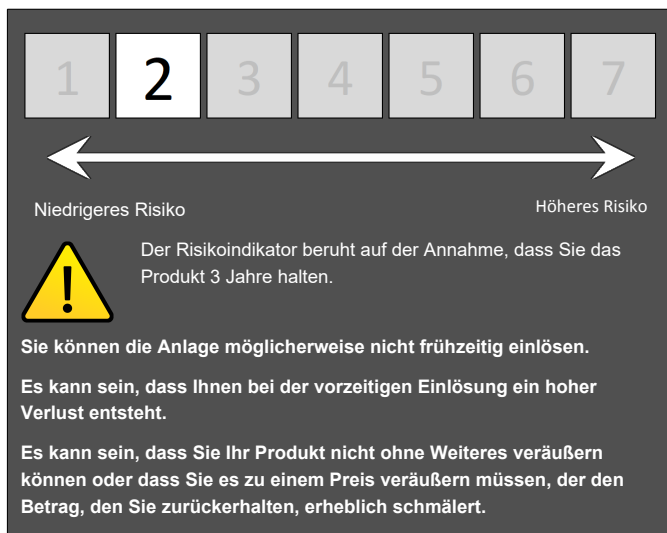 1 2 3 4 5 6 7
Niedrigeres Risiko Höheres Risiko
!
Der Risikoindikator beruht auf der Annahme, dass Sie das
Produkt 3 Jahre halten.
Sie können die Anlage möglicherweise nicht frühzeitig einlösen.
Es kann sein, dass Ihnen bei der vorzeitigen Einlösung ein hoher
Verlust entsteht.
Es kann sein, dass Sie Ihr Produkt nicht ohne Weiteres veräußern
können oder dass Sie es zu einem Preis veräußern müssen, der den
Betrag, den Sie zurückerhalten, erheblich schmälert.